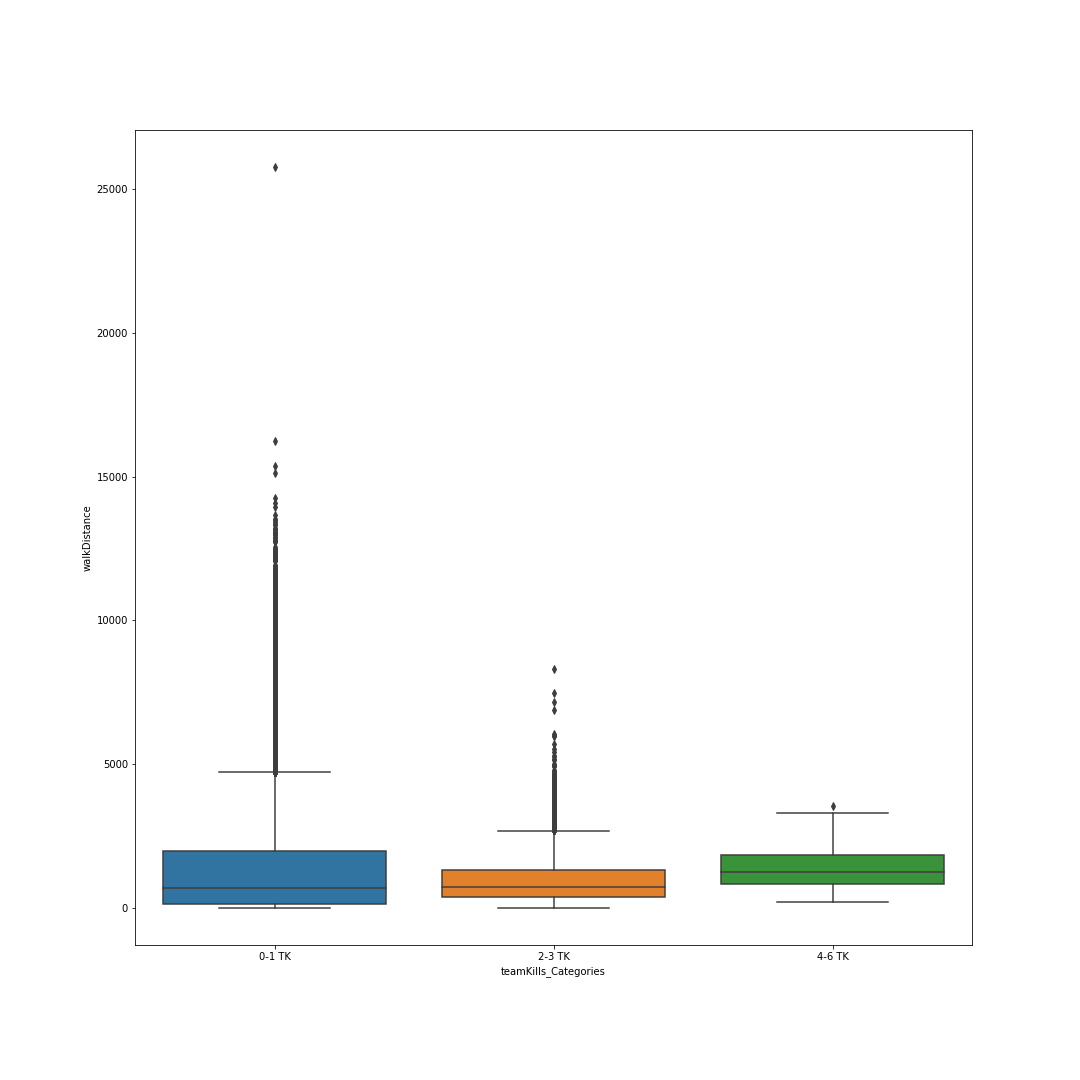 25000
20000
15000
10000
5000
0
walkDistance
0-1 TK
2-3 TK
4-6 TK
teamKills_Categories